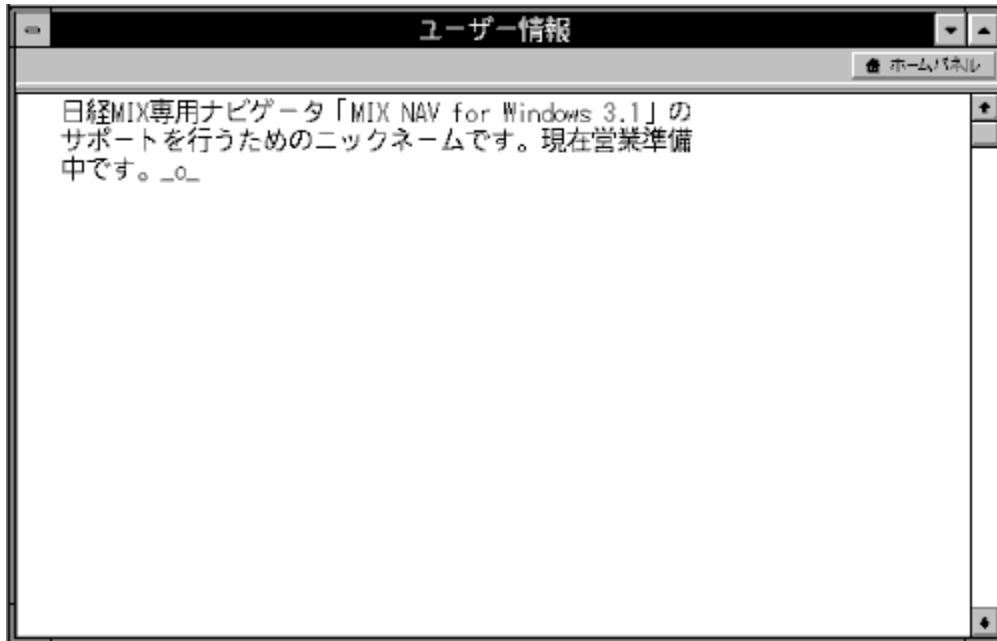 ユーザー情報
ホームパネル
日経MIX専用ナビゲータ「MIX NAV for Windows 3.1」の
サポートを行うためのニックネームです。現在営業準備
中です。_o_